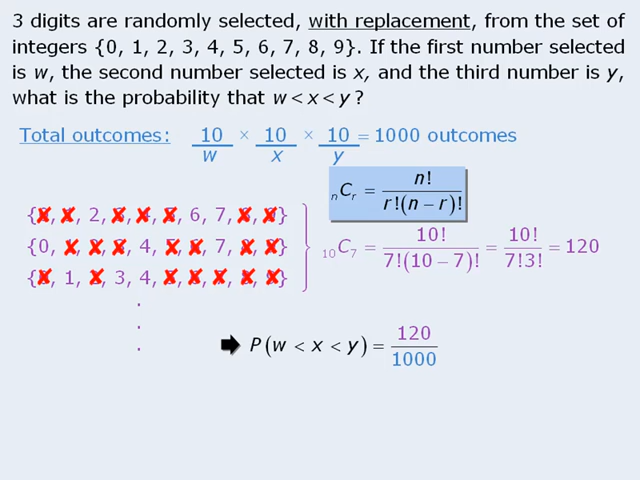 3 digits are randomly selected, with replacement, from the set of
integers {0, 1, 2, 3, 4, 5, 6, 7, 8, 9}. If the first number selected
is w, the second number selected is x, and the third number is y,
what is the probability that w < x < y ?
Total outcomes: 10/w × 10/x × 10/y = 1000 outcomes
nCr = n! / r!(n − r)!
{0, 1, 2, 3, 4, 5, 6, 7, 8, 9}
{0, 1, 2, 3, 4, 5, 6, 7, 8, 9}
{0, 1, 2, 3, 4, 5, 6, 7, 8, 9}
10C7 = 10! / 7!(10 − 7)! = 10! / 7!3! = 120
.
.
.
P(w < x < y) = 120/1000